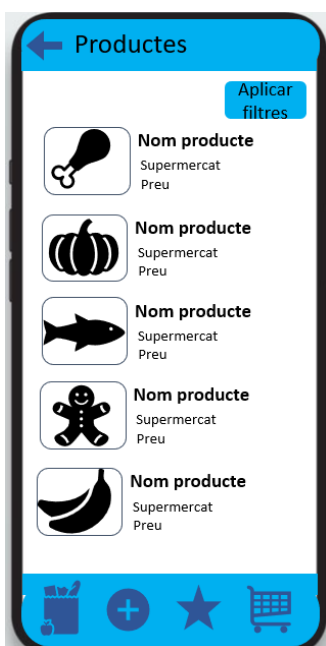 Productes
Aplicar
filtres
Nom producte
Supermercat
Preu
Nom producte
Supermercat
Preu
Nom producte
Supermercat
Preu
Nom producte
Supermercat
Preu
Nom producte
Supermercat
Preu